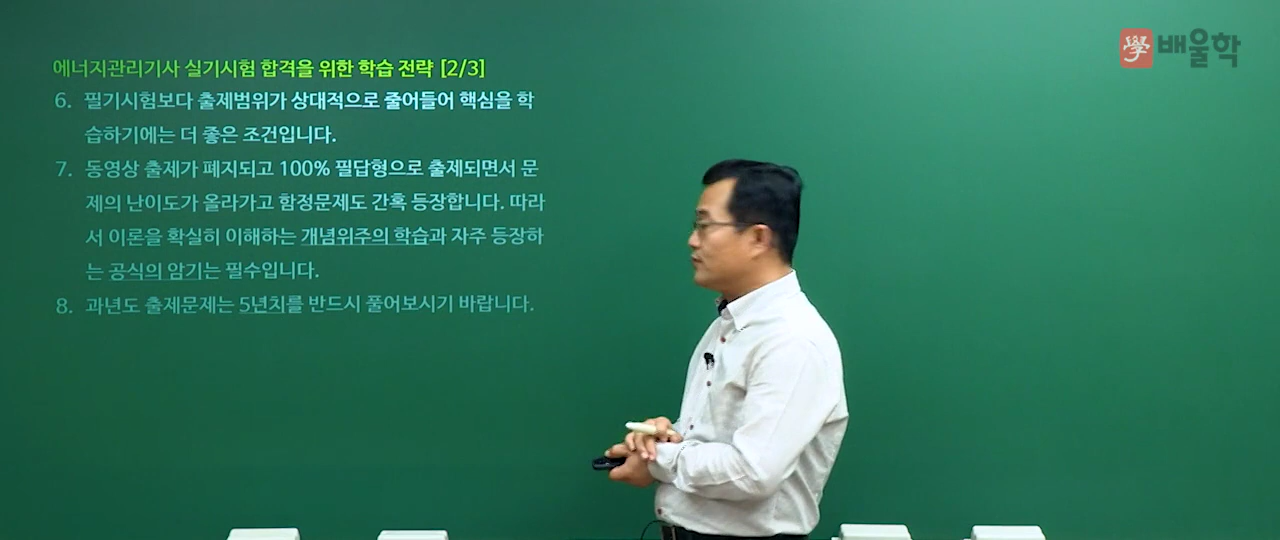 學 배울학
에너지관리기사 실기시험 합격을 위한 학습 전략 [2/3]
6. 필기시험보다 출제범위가 상대적으로 줄어들어 핵심을 학
습하기에는 더 좋은 조건입니다.
7. 동영상 출제가 폐지되고 100% 필답형으로 출제되면서 문
제의 난이도가 올라가고 함정문제도 간혹 등장합니다. 따라
서 이론을 확실히 이해하는 개념위주의 학습과 자주 등장하
는 공식의 암기는 필수입니다.
8. 과년도 출제문제는 5년치를 반드시 풀어보시기 바랍니다.